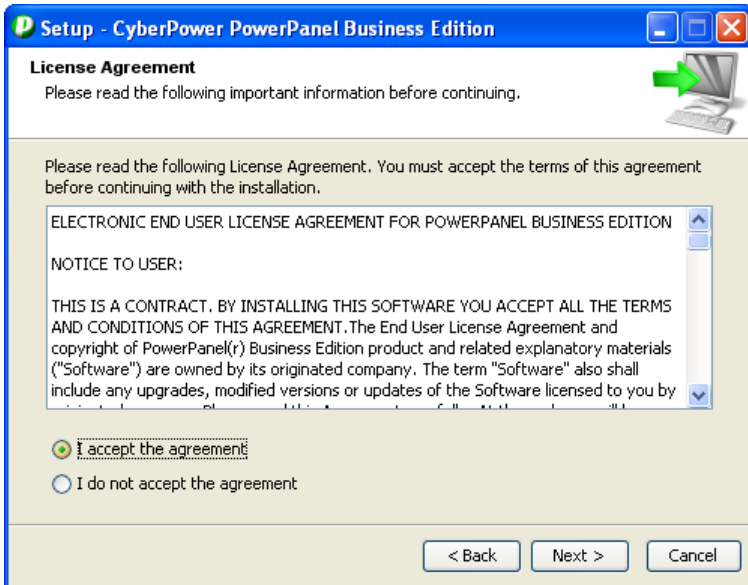 Setup - CyberPower PowerPanel Business Edition
License Agreement
Please read the following important information before continuing.
Please read the following License Agreement. You must accept the terms of this agreement
before continuing with the installation.
ELECTRONIC END USER LICENSE AGREEMENT FOR POWERPANEL BUSINESS EDITION
NOTICE TO USER:
THIS IS A CONTRACT. BY INSTALLING THIS SOFTWARE YOU ACCEPT ALL THE TERMS
AND CONDITIONS OF THIS AGREEMENT.The End User License Agreement and
copyright of PowerPanel(r) Business Edition product and related explanatory materials
("Software") are owned by its originated company. The term "Software" also shall
include any upgrades, modified versions or updates of the Software licensed to you by
I accept the agreement
I do not accept the agreement
< Back
Next >
Cancel